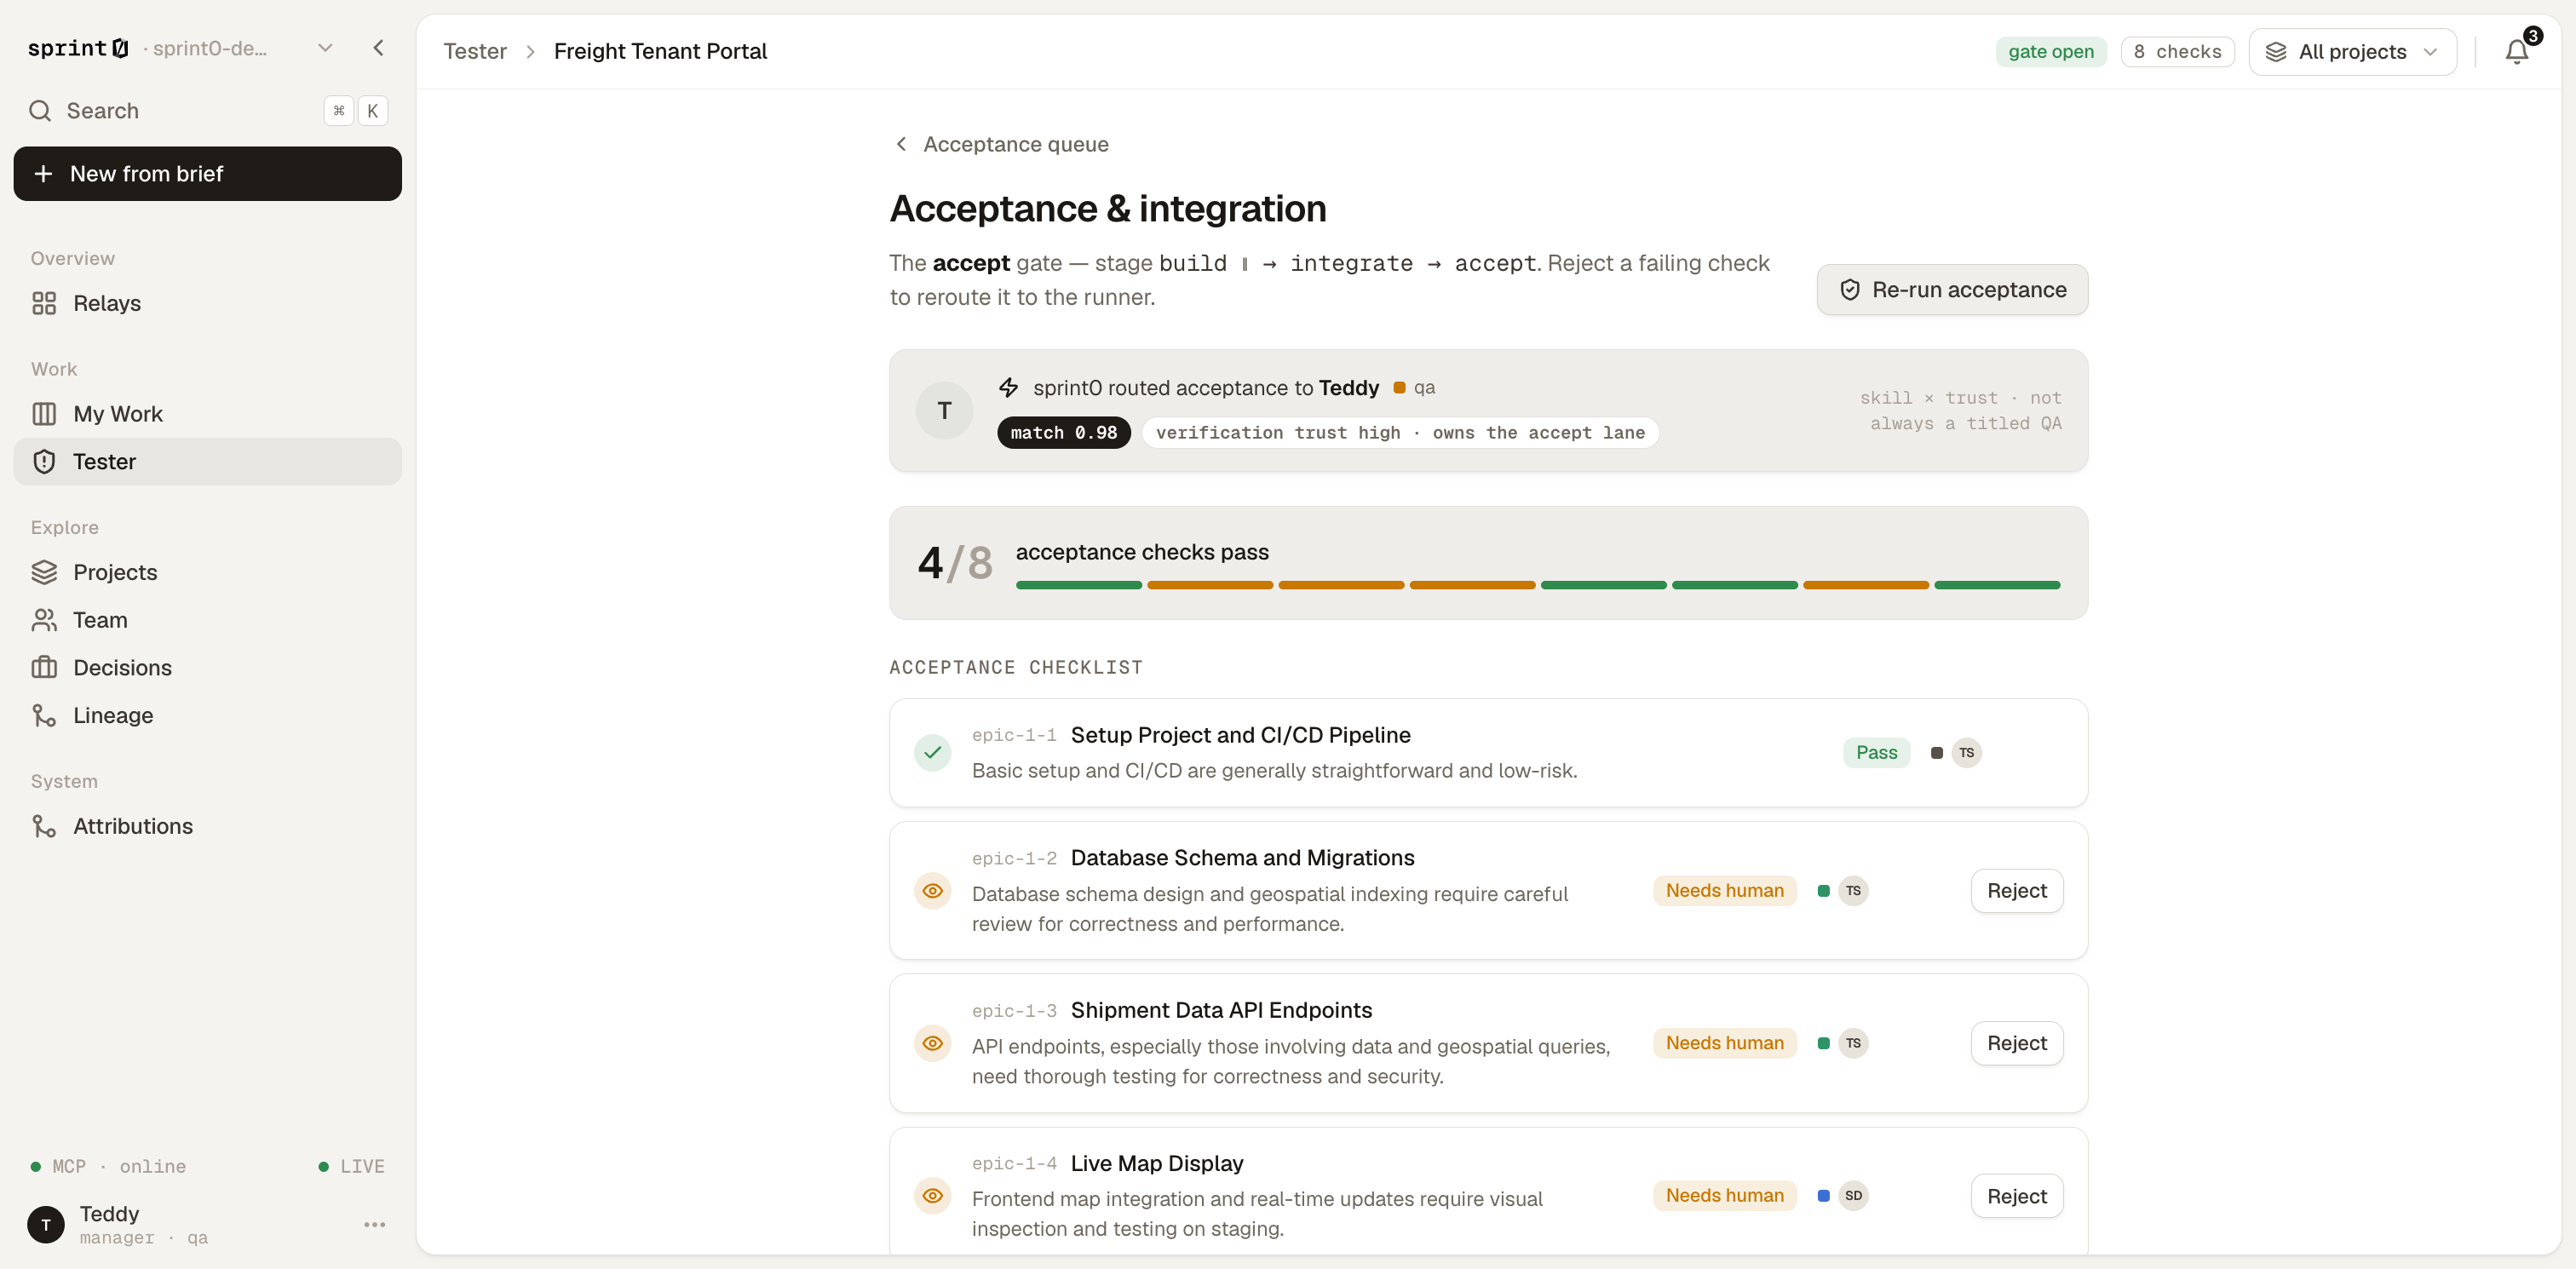 sprint0 · sprint0-de...
Search ⌘ K
New from brief
Overview
Relays
Work
My Work
Tester
Explore
Projects
Team
Decisions
Lineage
System
Attributions
MCP · online LIVE
T Teddy
manager · qa
Tester > Freight Tenant Portal
gate open 8 checks All projects 3
Acceptance queue
Acceptance & integration
The accept gate — stage build ∥ → integrate → accept. Reject a failing check
to reroute it to the runner.
Re-run acceptance
T
sprint0 routed acceptance to Teddy qa
match 0.98 verification trust high · owns the accept lane
skill × trust · not
always a titled QA
4/8 acceptance checks pass
ACCEPTANCE CHECKLIST
epic-1-1 Setup Project and CI/CD Pipeline
Basic setup and CI/CD are generally straightforward and low-risk.
Pass TS
epic-1-2 Database Schema and Migrations
Database schema design and geospatial indexing require careful
review for correctness and performance.
Needs human TS Reject
epic-1-3 Shipment Data API Endpoints
API endpoints, especially those involving data and geospatial queries,
need thorough testing for correctness and security.
Needs human TS Reject
epic-1-4 Live Map Display
Frontend map integration and real-time updates require visual
inspection and testing on staging.
Needs human SD Reject